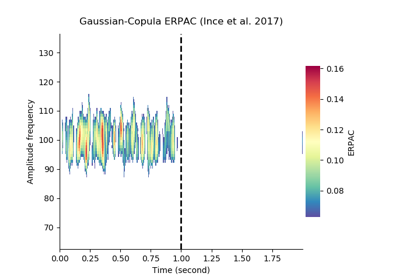 Gaussian-Copula ERPAC (Ince et al. 2017)
130
120
110
100
90
80
70
Amplitude frequency
0.00 0.25 0.50 0.75 1.00 1.25 1.50 1.75
Time (second)
0.16
0.14
0.12
0.10
0.08
ERPAC